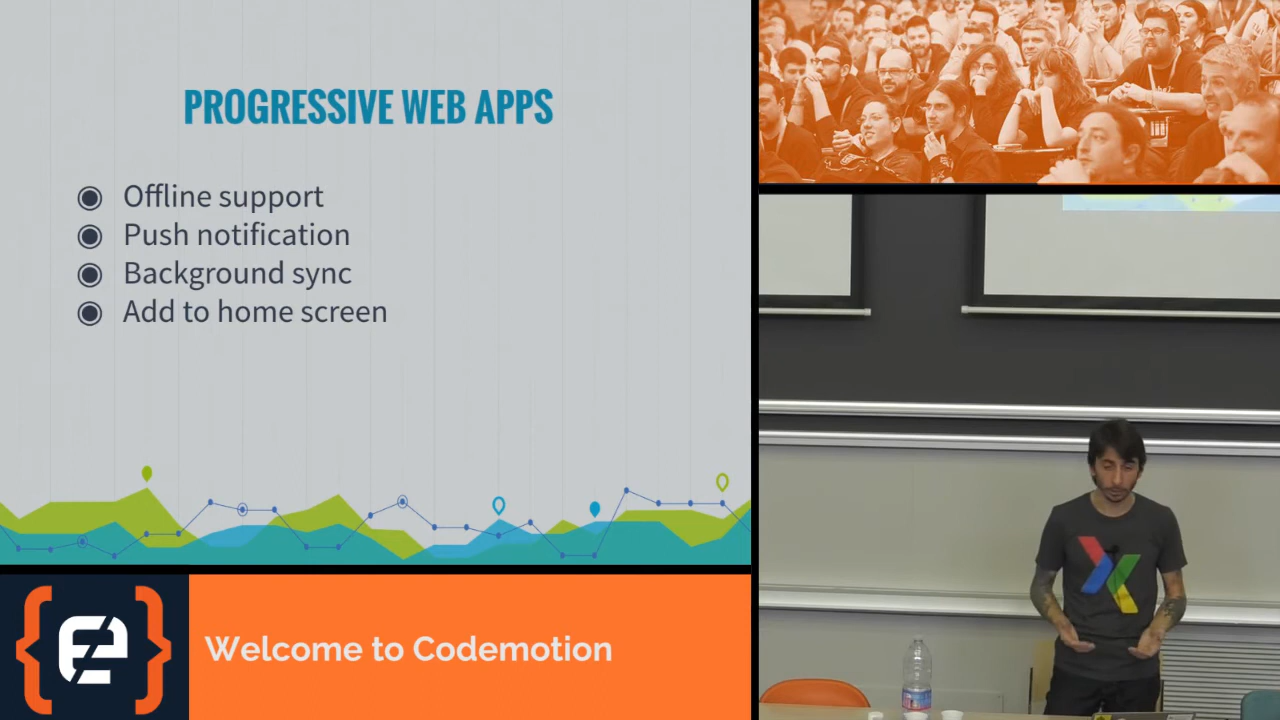 PROGRESSIVE WEB APPS
Offline support
Push notification
Background sync
Add to home screen
Welcome to Codemotion